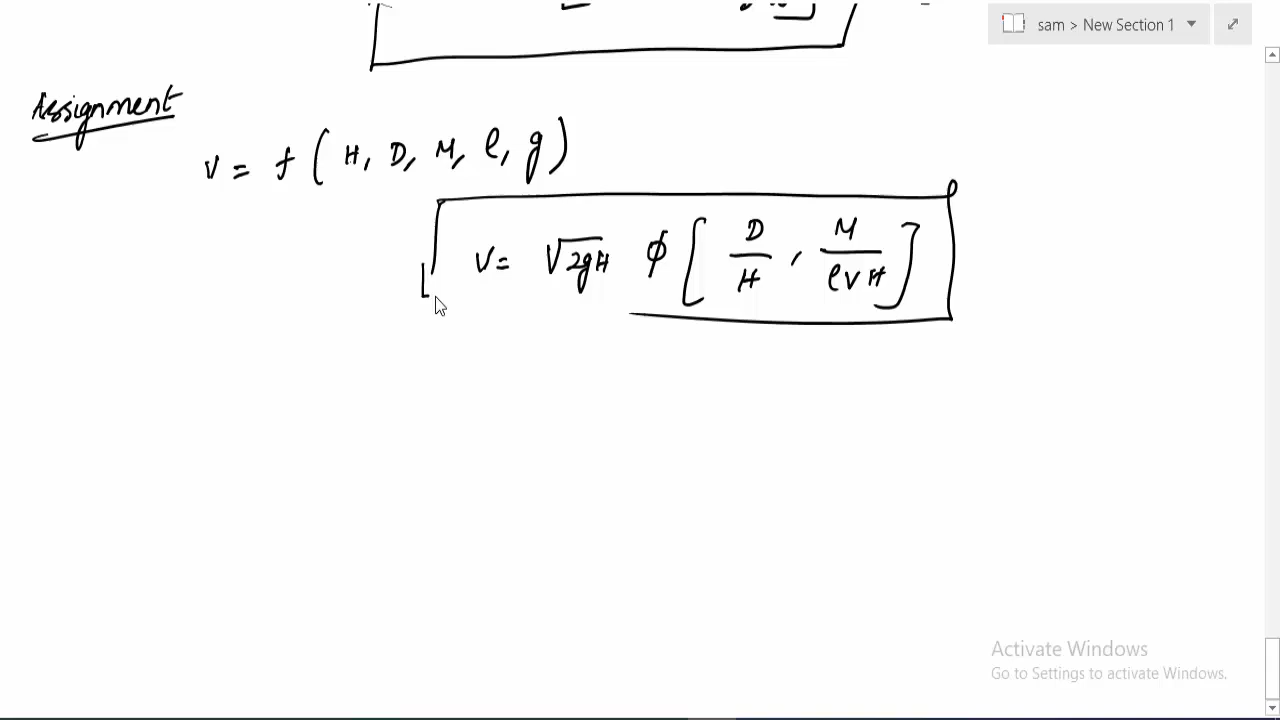 sam > New Section 1
Assignment
V = f ( H, D, M, ρ, g )
V = √2gH φ [ D/H , M/ρVH ]
Activate Windows
Go to Settings to activate Windows.